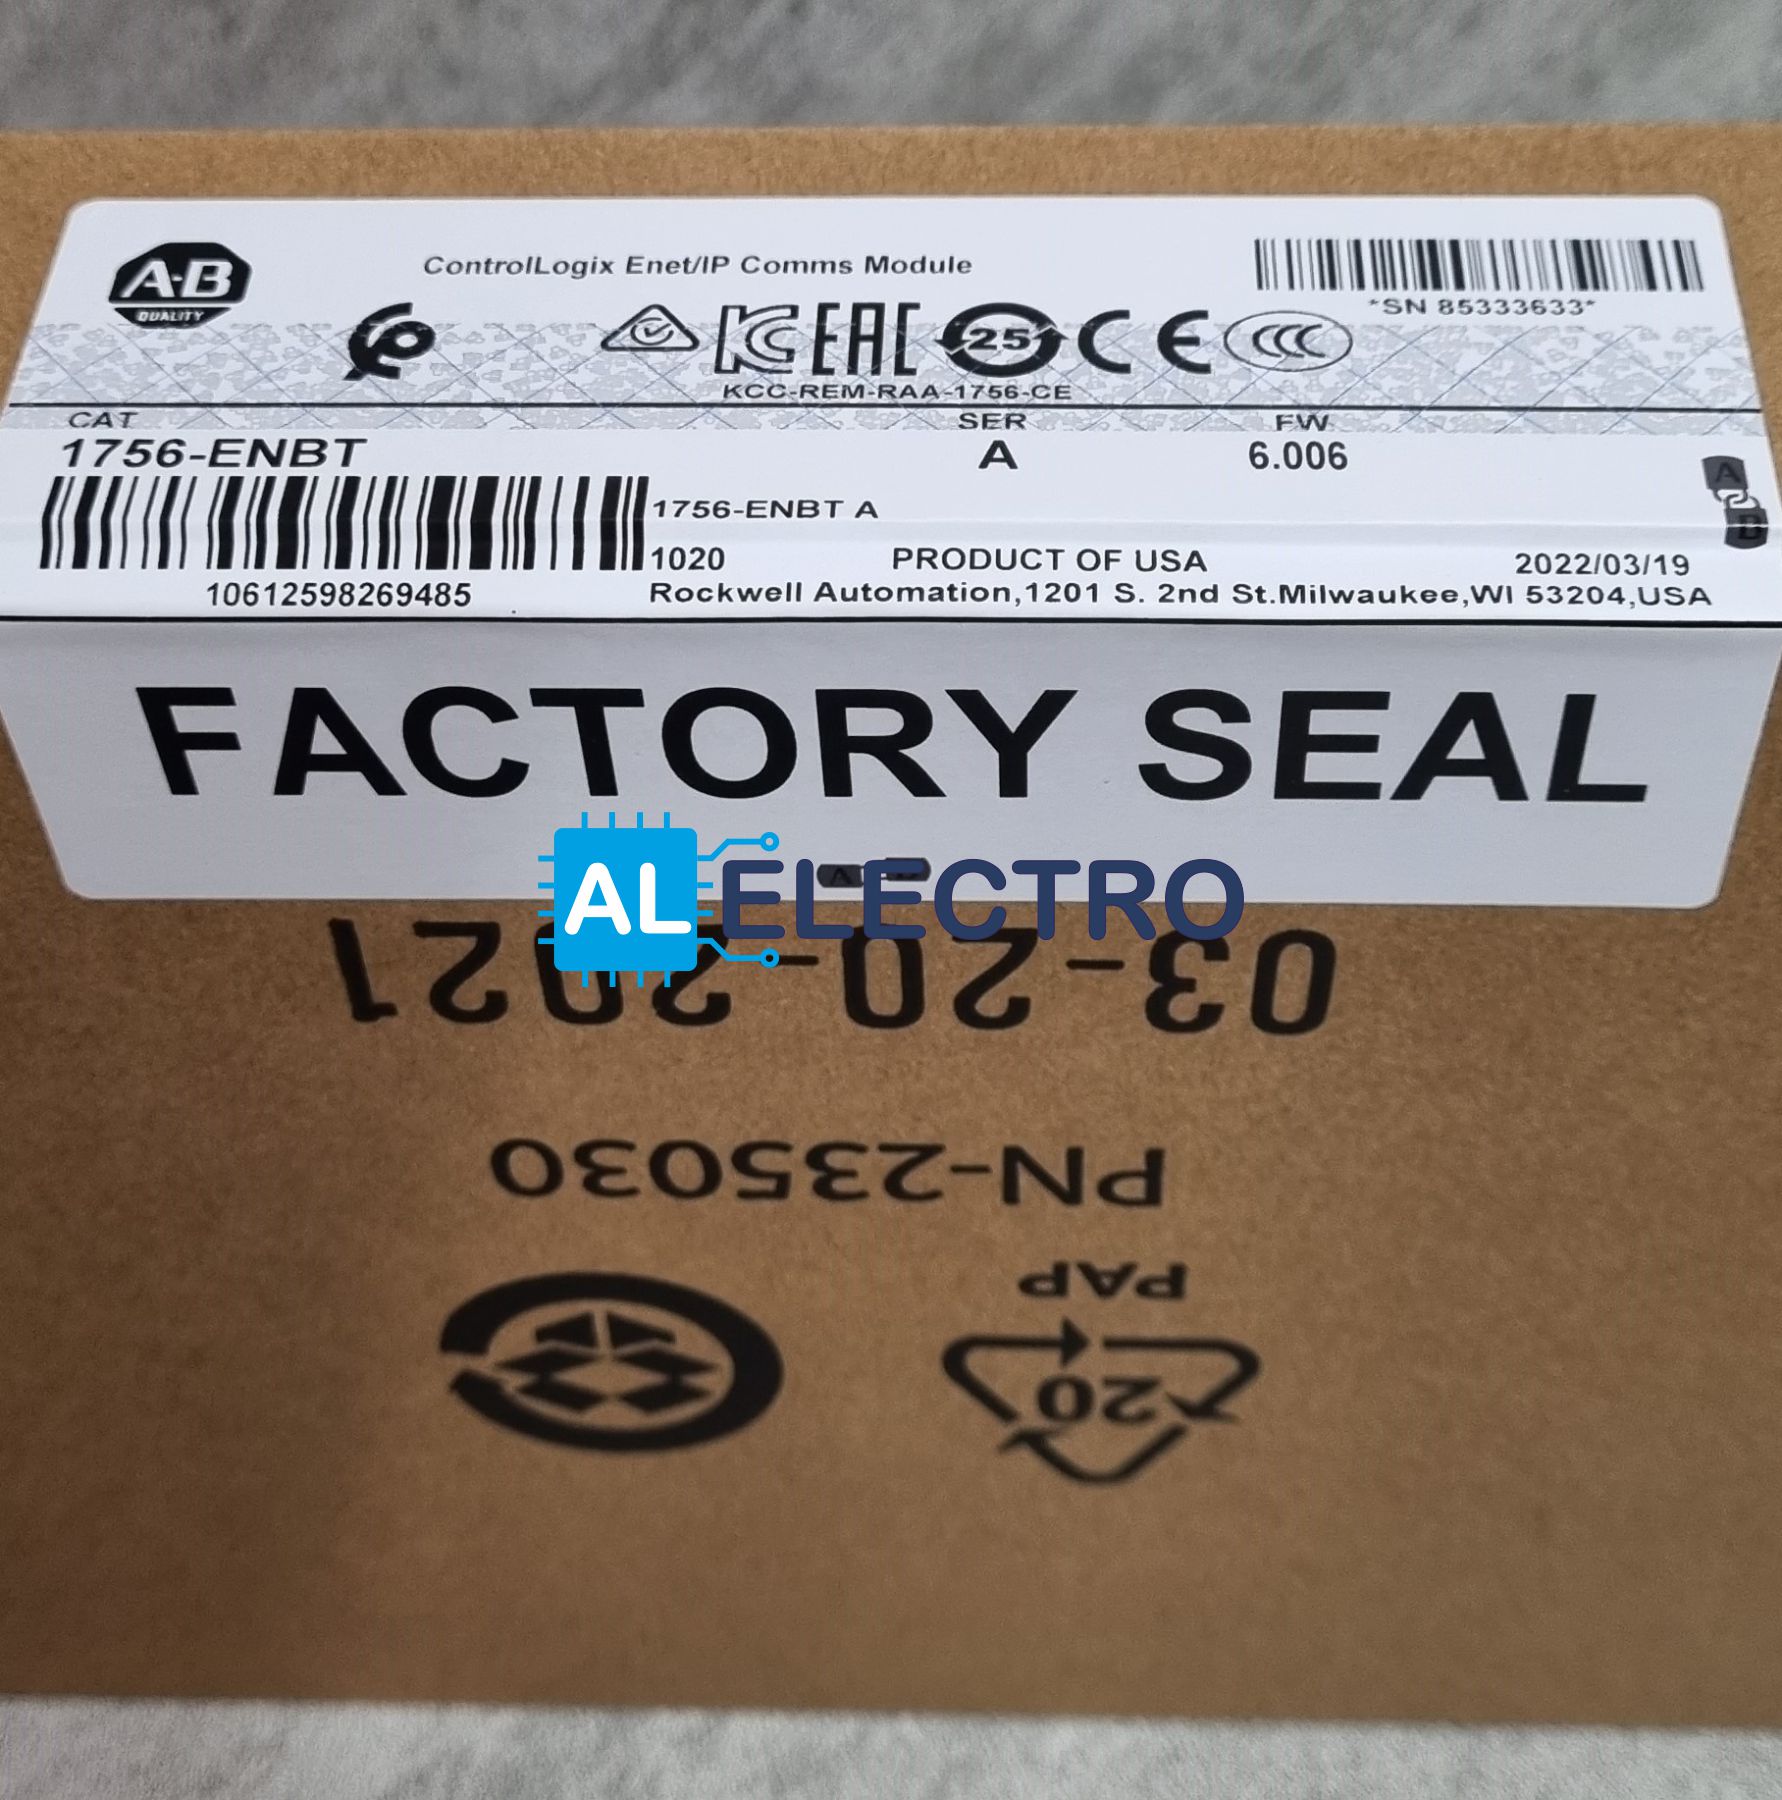 A-B
QUALITY
ControlLogix Enet/IP Comms Module
*SN 85333633*
25
KCC-REM-RAA-1756-CE
CAT SER FW
1756-ENBT A 6.006
1756-ENBT A
1020 PRODUCT OF USA 2022/03/19
10612598269485 Rockwell Automation,1201 S. 2nd St.Milwaukee,WI 53204,USA
A B
FACTORY SEAL
AL ELECTRO
03-20-2021
PN-235030
PAP
20